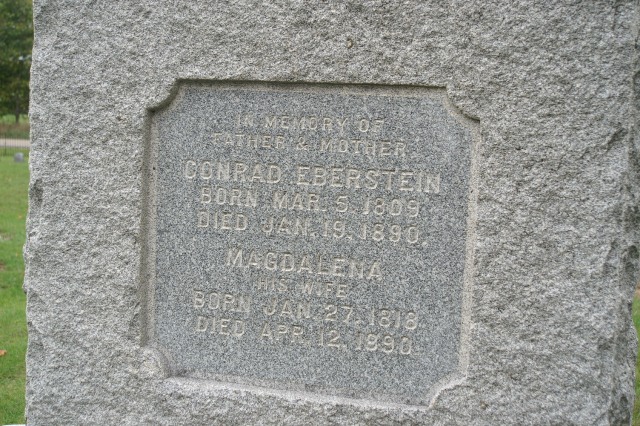 IN MEMORY OF
FATHER & MOTHER
CONRAD EBERSTEIN
BORN MAR. 5. 1809.
DIED JAN. 19. 1890.
MAGDALENA
HIS WIFE
BORN JAN. 27. 1818.
DIED APR. 12. 1890.